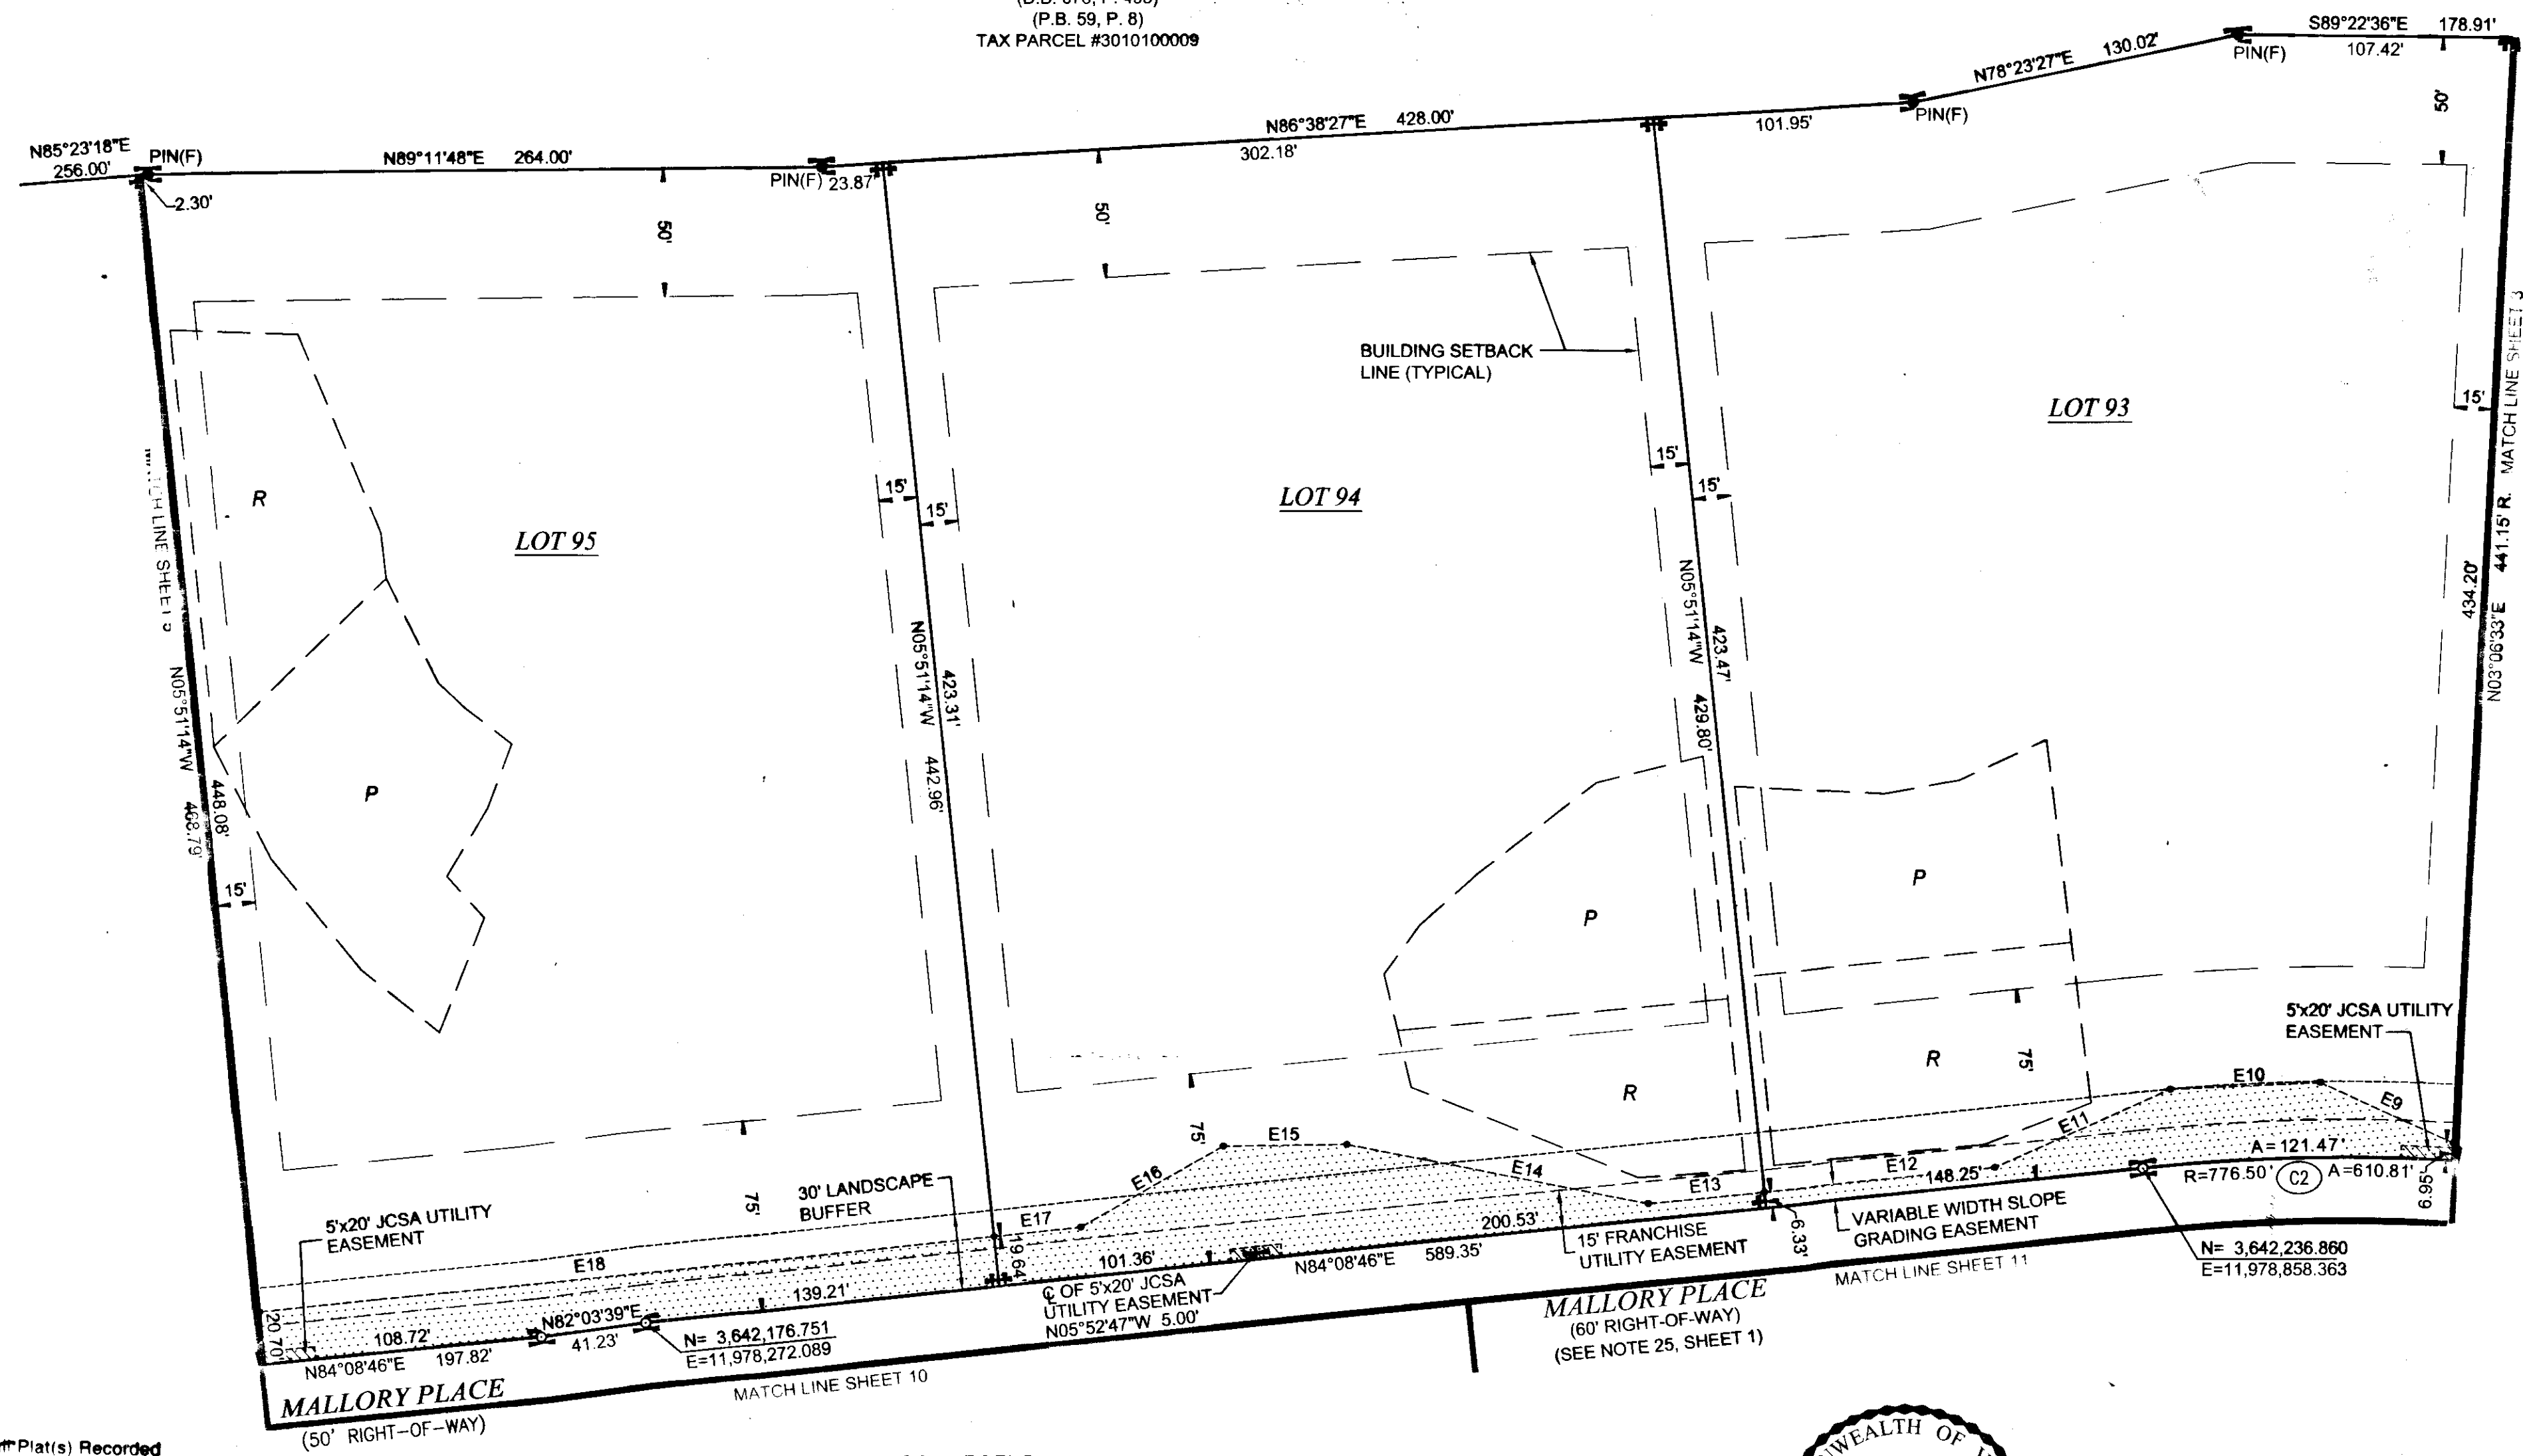 (P.B. 59, P. 8)
TAX PARCEL #3010100009
S89°22'36"E 178.91'
107.42'
PIN(F)
N78°23'27"E 130.02'
PIN(F)
N86°38'27"E 428.00'
302.18'
101.95'
N85°23'18"E
256.00'
PIN(F)
N89°11'48"E 264.00'
PIN(F) 23.87'
2.30'
50'
50'
50'
BUILDING SETBACK
LINE (TYPICAL)
LOT 95
LOT 94
LOT 93
R
P
P
R
P
R
15'
15'
15'
15'
15'
15'
MATCH LINE SHEET
N05°51'14"W
448.08'
468.79'
N05°51'14"W
423.31'
442.96'
N05°51'14"W
423.47'
429.80'
434.20'
N03°06'33"E 441.15' R. MATCH LINE SHEET 3
5'x20' JCSA UTILITY
EASEMENT
75'
75'
75'
E10
E9
E11
E12
E13
E14
E15
E16
E17
E18
A=121.47'
R=776.50' C2 A=610.81'
6.95'
148.25'
VARIABLE WIDTH SLOPE
GRADING EASEMENT
6.33'
N= 3,642,236.860
E=11,978,858.363
200.53'
15' FRANCHISE
UTILITY EASEMENT
N84°08'46"E 589.35'
101.36'
19.64'
℄ OF 5'x20' JCSA
UTILITY EASEMENT
N05°52'47"W 5.00'
30' LANDSCAPE
BUFFER
5'x20' JCSA UTILITY
EASEMENT
139.21'
N82°03'39"E
41.23'
N= 3,642,176.751
E=11,978,272.089
108.72'
20.70'
N84°08'46"E 197.82'
MALLORY PLACE
(50' RIGHT-OF-WAY)
MATCH LINE SHEET 10
MALLORY PLACE
(60' RIGHT-OF-WAY)
(SEE NOTE 25, SHEET 1)
MATCH LINE SHEET 11
Plat(s) Recorded
WEALTH OF